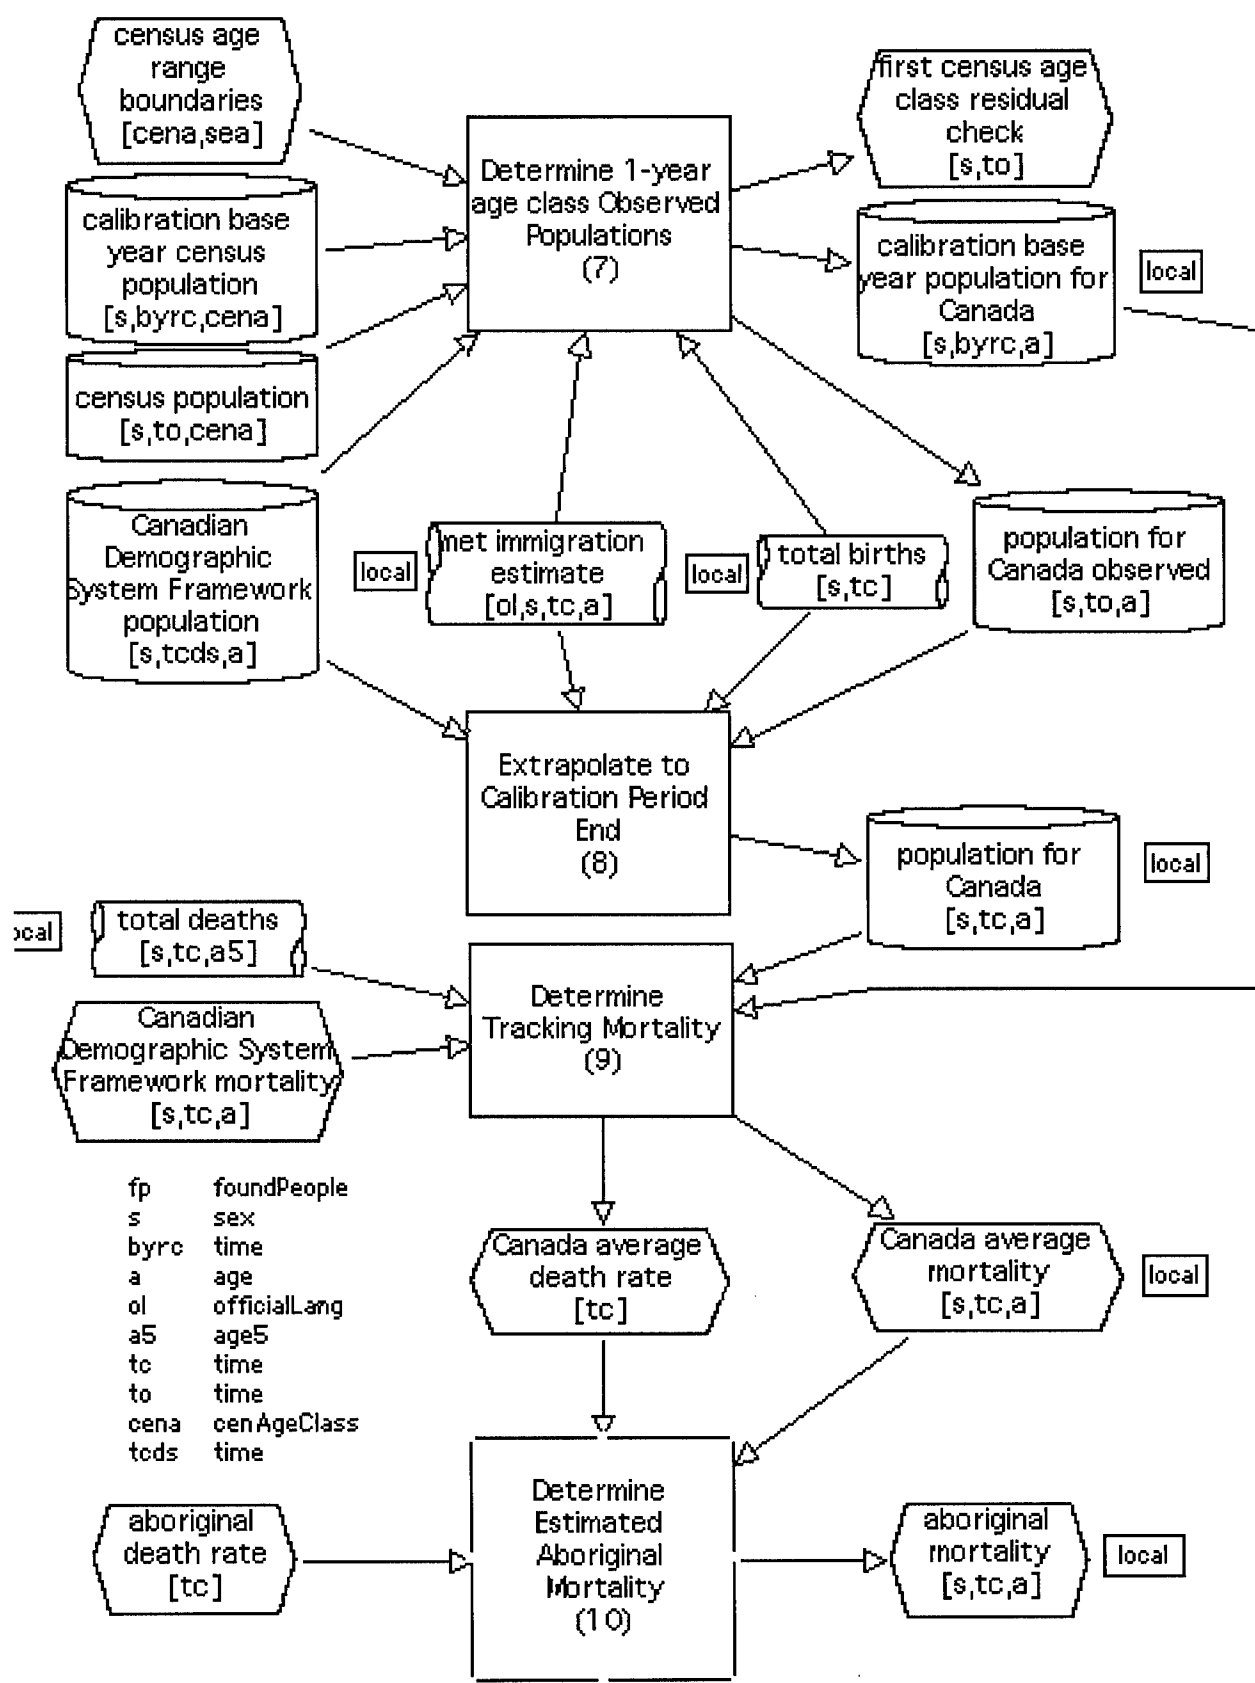 census age
range
boundaries
[cena,sea]
first census age
class residual
check
[s,to]
Determine 1-year
age class Observed
Populations
(7)
calibration base
year census
population
[s,byrc,cena]
calibration base
year population for
Canada
[s,byrc,a]
local
census population
[s,to,cena]
Canadian
Demographic
System Framework
population
[s,tcds,a]
local
met immigration
estimate
[ol,s,tc,a]
local
total births
[s,tc]
population for
Canada observed
[s,to,a]
Extrapolate to
Calibration Period
End
(8)
population for
Canada
[s,tc,a]
local
ocal
total deaths
[s,tc,a5]
Determine
Tracking Mortality
(9)
Canadian
Demographic System
Framework mortality
[s,tc,a]
fp foundPeople
s sex
byrc time
a age
ol officialLang
a5 age5
tc time
to time
cena cenAgeClass
tcds time
Canada average
death rate
[tc]
Canada average
mortality
[s,tc,a]
local
aboriginal
death rate
[tc]
Determine
Estimated
Aboriginal
Mortality
(10)
aboriginal
mortality
[s,tc,a]
local